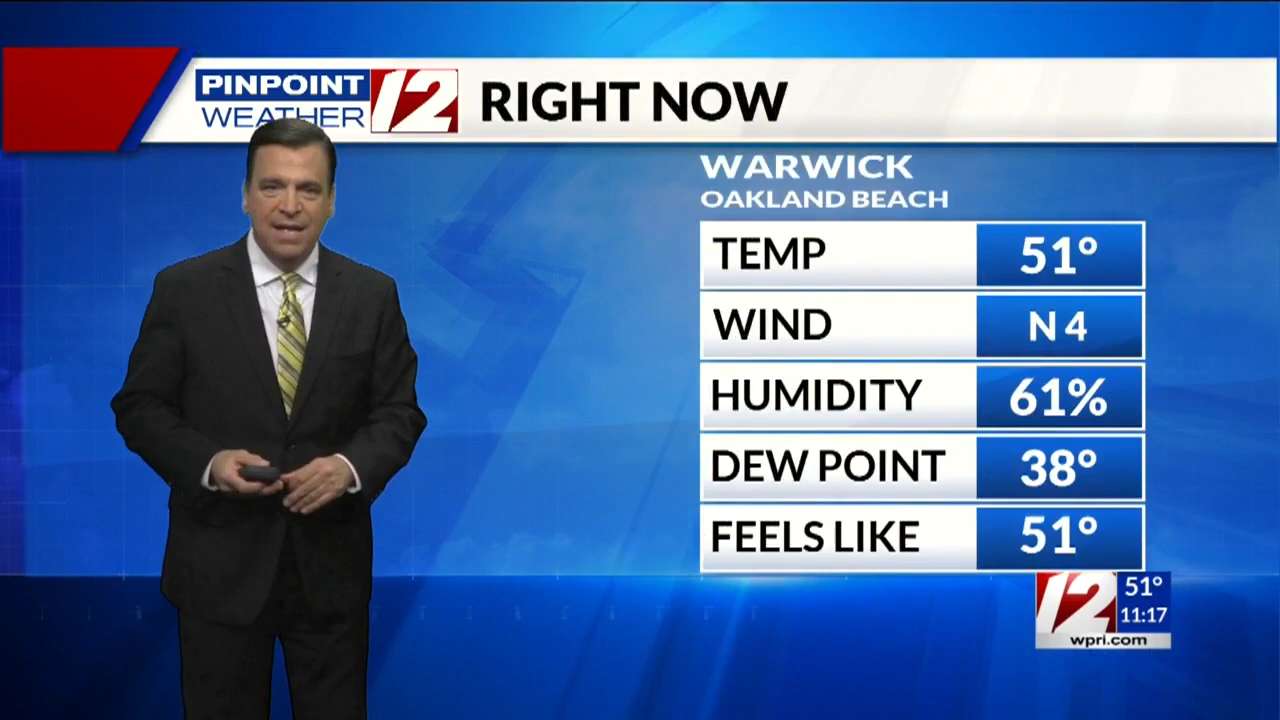 PINPOINT
WEATHER 12
RIGHT NOW
WARWICK
OAKLAND BEACH
TEMP 51°
WIND N 4
HUMIDITY 61%
DEW POINT 38°
FEELS LIKE 51°
12 51°
11:17
wpri.com